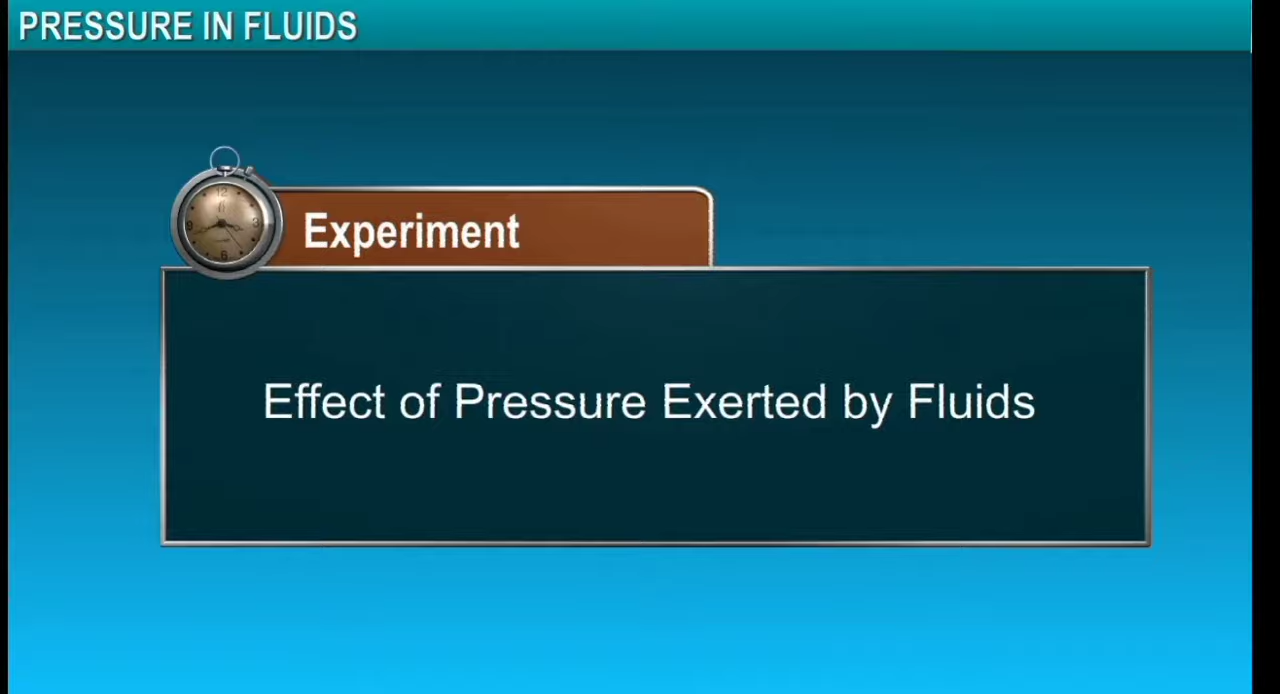 PRESSURE IN FLUIDS
Experiment
Effect of Pressure Exerted by Fluids